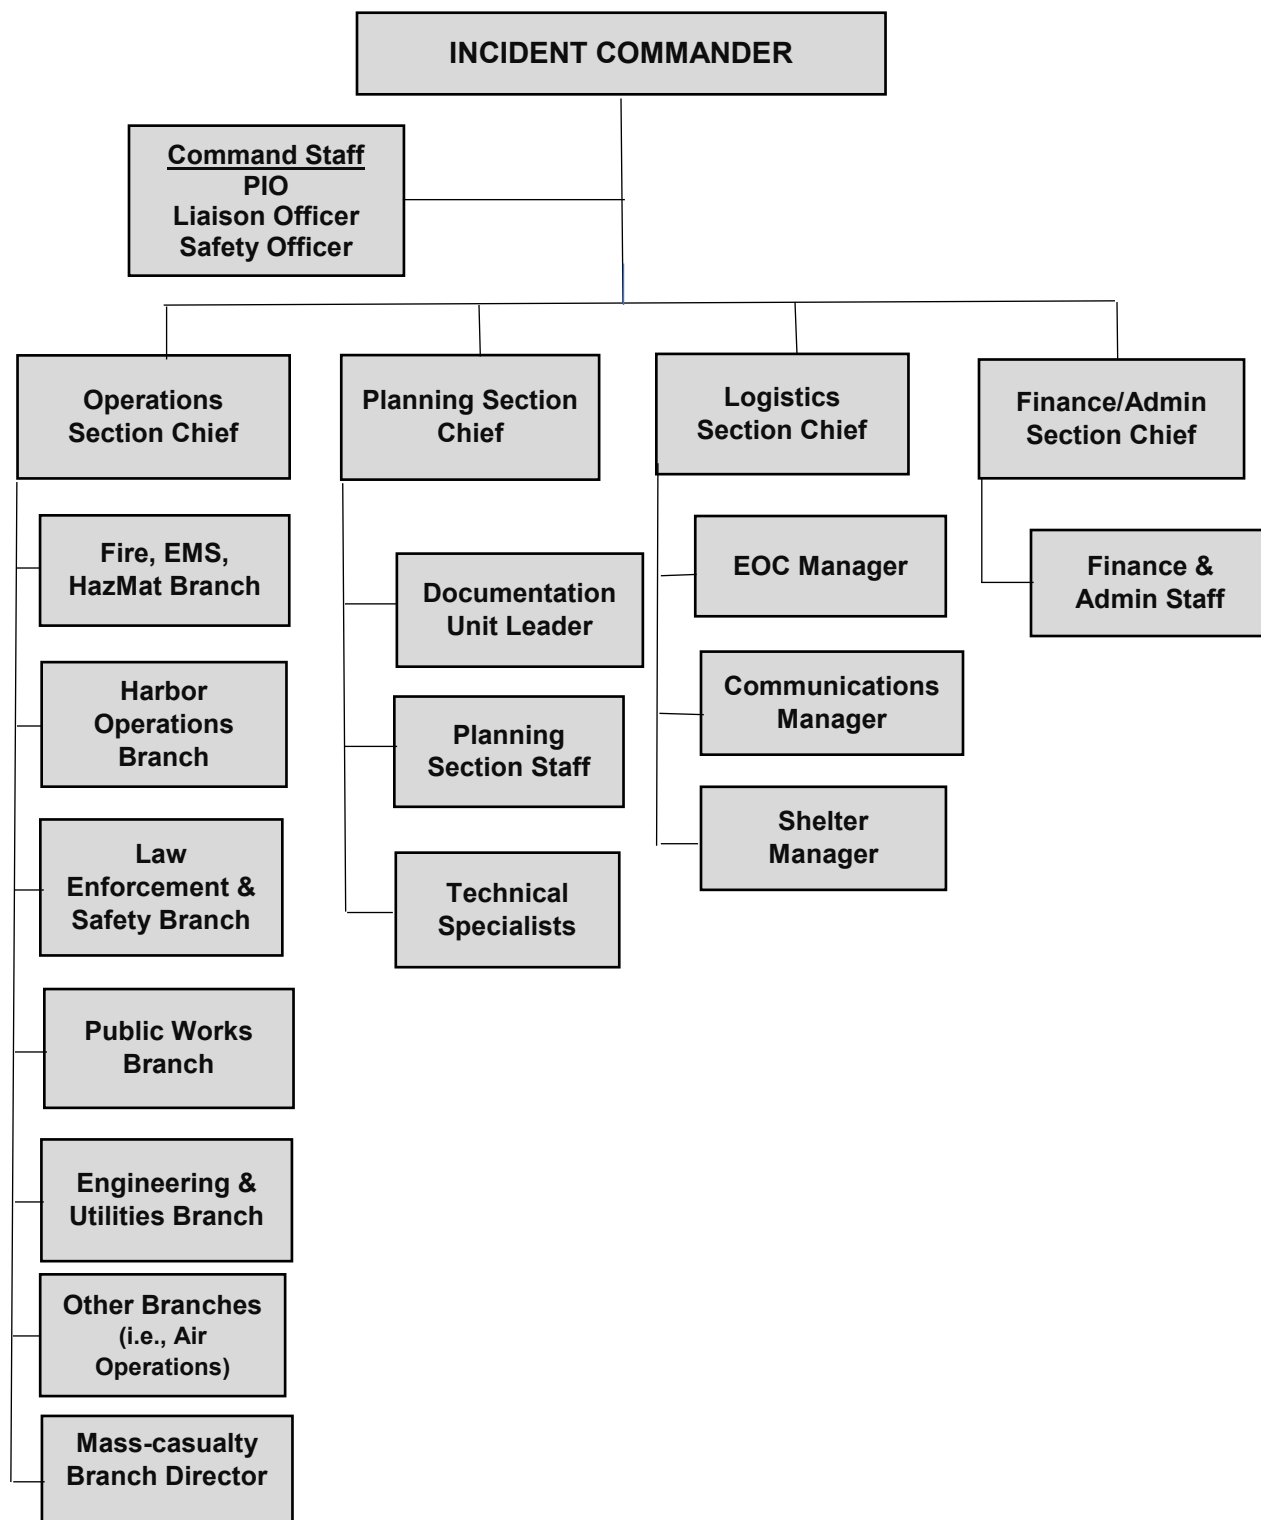 INCIDENT COMMANDER
Command Staff
PIO
Liaison Officer
Safety Officer
Operations
Section Chief
Planning Section
Chief
Logistics
Section Chief
Finance/Admin
Section Chief
Fire, EMS,
HazMat Branch
Harbor
Operations
Branch
Law
Enforcement &
Safety Branch
Public Works
Branch
Engineering &
Utilities Branch
Other Branches
(i.e., Air
Operations)
Mass-casualty
Branch Director
Documentation
Unit Leader
Planning
Section Staff
Technical
Specialists
EOC Manager
Communications
Manager
Shelter
Manager
Finance &
Admin Staff